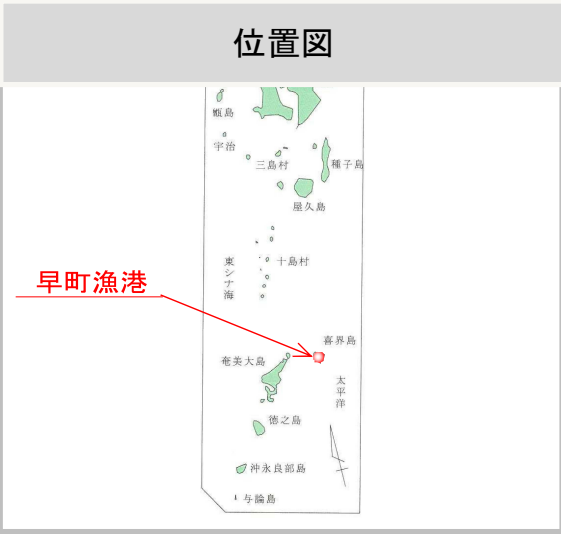 位置図
甑島
宇治
三島村
種子島
屋久島
東シナ海
十島村
早町漁港
喜界島
奄美大島
太平洋
徳之島
沖永良部島
与論島